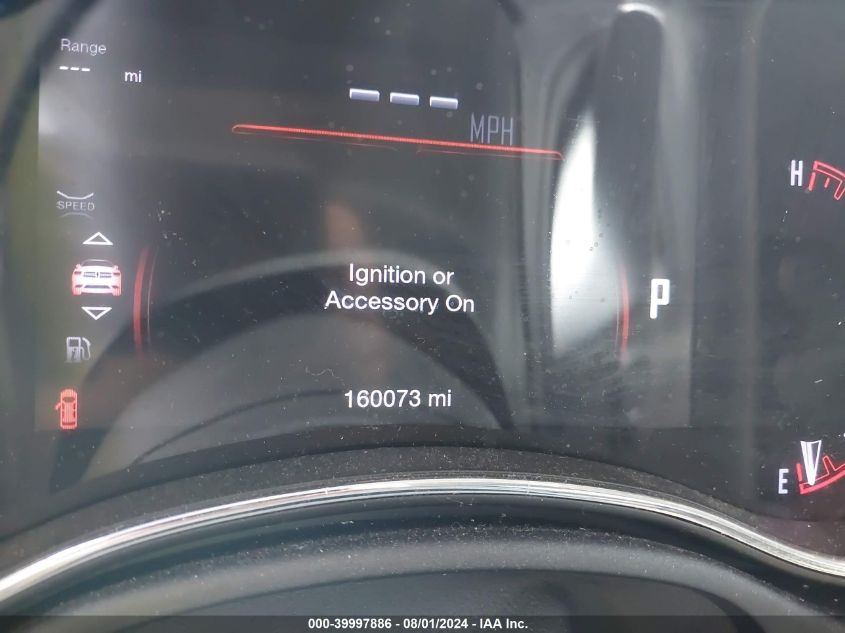 Range
--- mi
---
MPH
H
SPEED
Ignition or
Accessory On
P
160073 mi
E
000-39997886 - 08/01/2024 - IAA Inc.